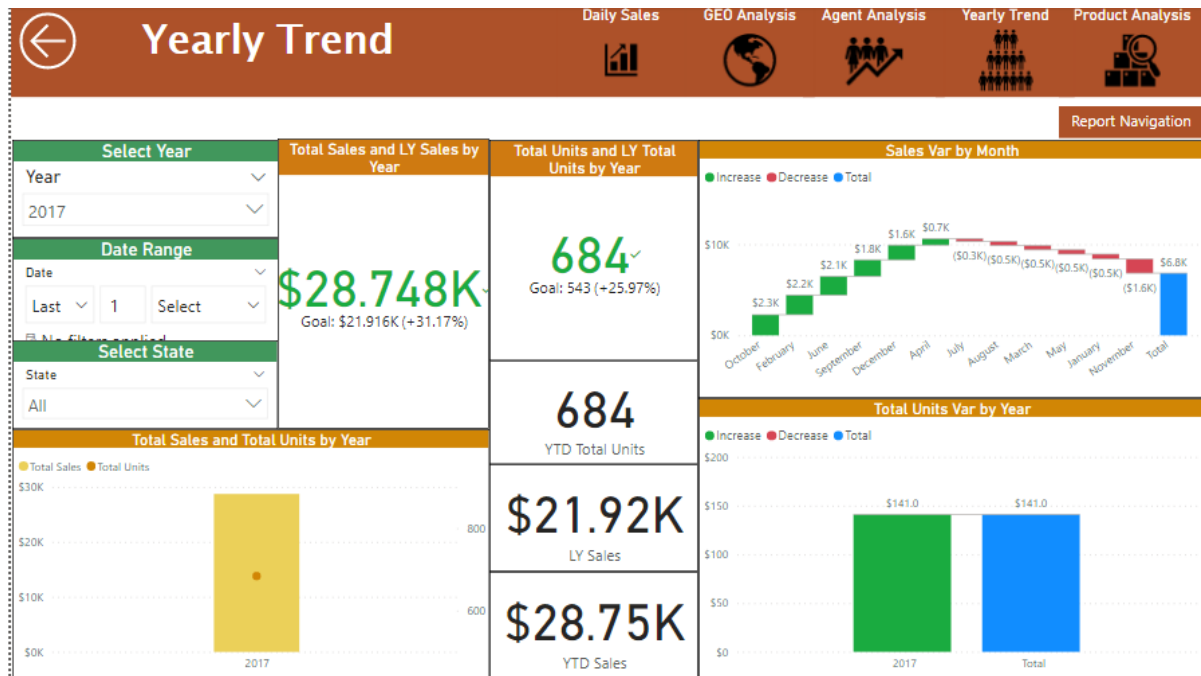 Yearly Trend
Daily Sales
GEO Analysis
Agent Analysis
Yearly Trend
Product Analysis
Report Navigation
Select Year
Year
2017
Date Range
Date
Last
1
Select
No filters applied
Select State
State
All
Total Sales and LY Sales by
Year
$28.748K
Goal: $21.916K (+31.17%)
Total Units and LY Total
Units by Year
684
Goal: 543 (+25.97%)
684
YTD Total Units
$21.92K
LY Sales
$28.75K
YTD Sales
Sales Var by Month
Increase Decrease Total
$10K
$0K
$2.3K
$2.2K
$2.1K
$1.8K
$1.6K
$0.7K
($0.3K)
($0.5K)
($0.5K)
($0.5K)
($0.5K)
($1.6K)
$6.8K
October
February
June
September
December
April
July
August
March
May
January
November
Total
Total Sales and Total Units by Year
Total Sales Total Units
$30K
$20K
$10K
$0K
800
600
2017
Total Units Var by Year
Increase Decrease Total
$200
$150
$100
$50
$0
$141.0
$141.0
2017
Total